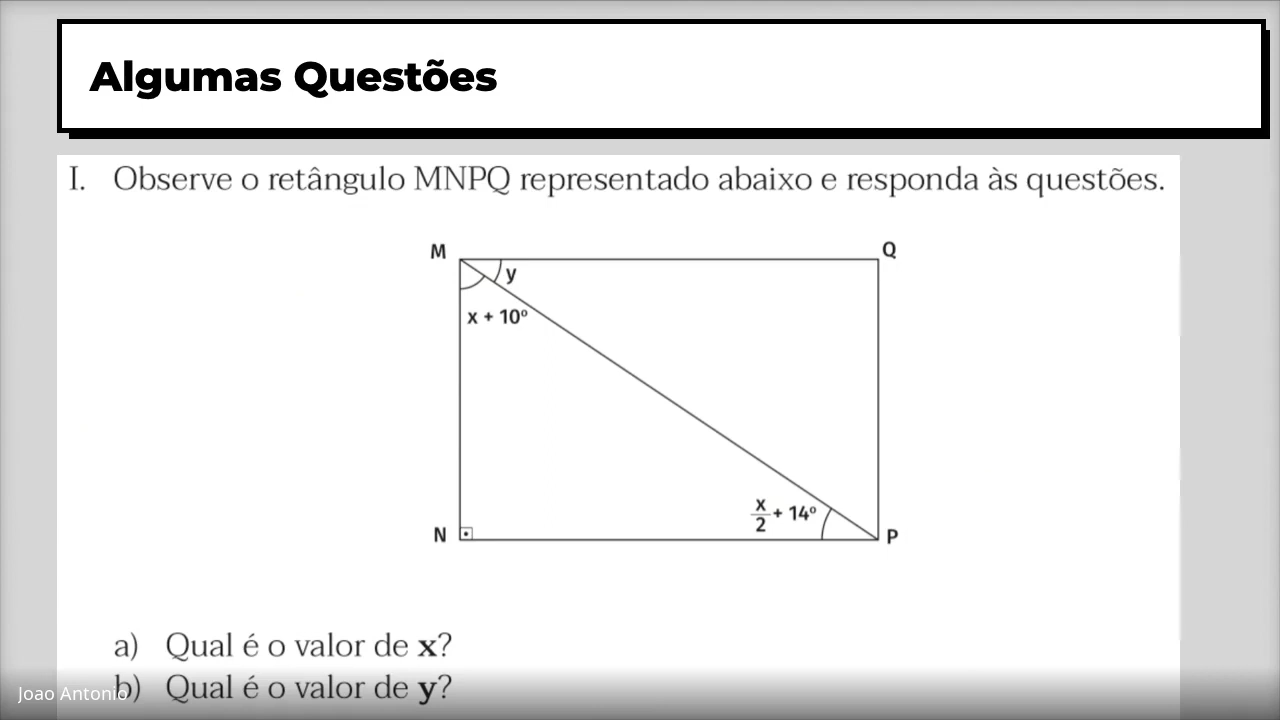 Algumas Questões
I. Observe o retângulo MNPQ representado abaixo e responda às questões.
M
Q
y
x + 10º
x/2 + 14º
N
P
a) Qual é o valor de x?
b) Qual é o valor de y?
Joao Antonio